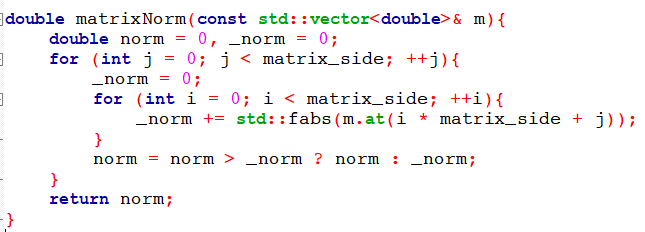 double matrixNorm(const std::vector<double>& m){
    double norm = 0, _norm = 0;
    for (int j = 0; j < matrix_side; ++j){
        _norm = 0;
        for (int i = 0; i < matrix_side; ++i){
            _norm += std::fabs(m.at(i * matrix_side + j));
        }
        norm = norm > _norm ? norm : _norm;
    }
    return norm;
}